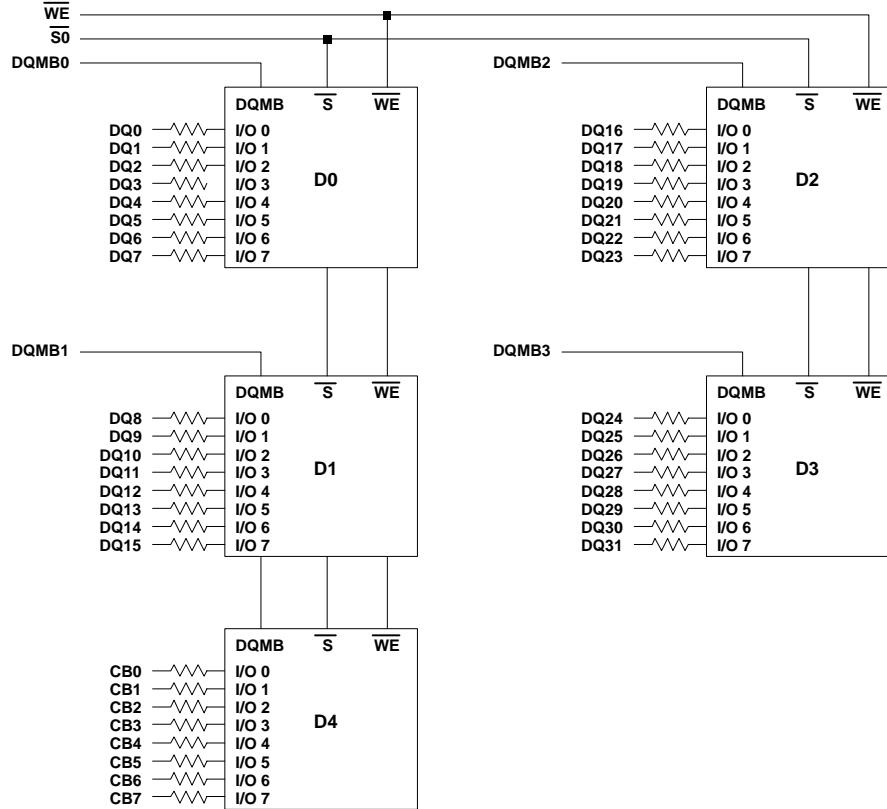 WE
S0
DQMB0
DQMB S WE
DQ0 I/O 0
DQ1 I/O 1
DQ2 I/O 2
DQ3 I/O 3
DQ4 I/O 4
DQ5 I/O 5
DQ6 I/O 6
DQ7 I/O 7
D0
DQMB2
DQMB S WE
DQ16 I/O 0
DQ17 I/O 1
DQ18 I/O 2
DQ19 I/O 3
DQ20 I/O 4
DQ21 I/O 5
DQ22 I/O 6
DQ23 I/O 7
D2
DQMB1
DQMB S WE
DQ8 I/O 0
DQ9 I/O 1
DQ10 I/O 2
DQ11 I/O 3
DQ12 I/O 4
DQ13 I/O 5
DQ14 I/O 6
DQ15 I/O 7
D1
DQMB3
DQMB S WE
DQ24 I/O 0
DQ25 I/O 1
DQ26 I/O 2
DQ27 I/O 3
DQ28 I/O 4
DQ29 I/O 5
DQ30 I/O 6
DQ31 I/O 7
D3
DQMB S WE
CB0 I/O 0
CB1 I/O 1
CB2 I/O 2
CB3 I/O 3
CB4 I/O 4
CB5 I/O 5
CB6 I/O 6
CB7 I/O 7
D4